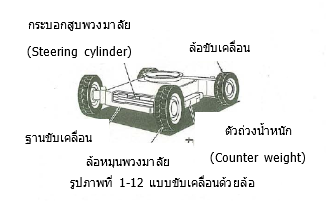 กระบอกสูบพวงมาลัย
(Steering cylinder)
ล้อขับเคลื่อน
ฐานขับเคลื่อน
ล้อหมุนพวงมาลัย
ตัวถ่วงน้ำหนัก
(Counter weight)
รูปภาพที่ 1-12 แบบขับเคลื่อนด้วยล้อ